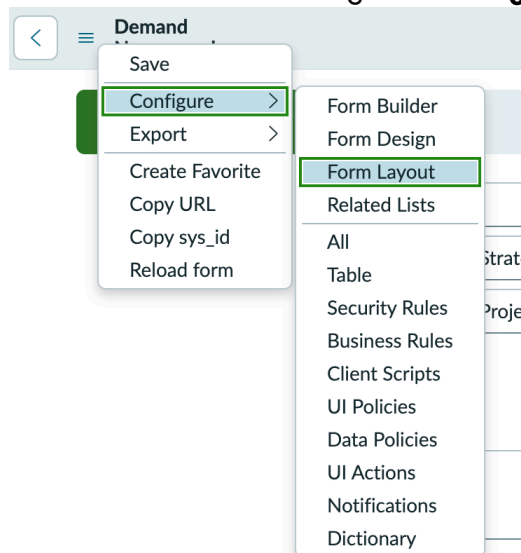 Demand
Save
Configure
Export
Create Favorite
Copy URL
Copy sys_id
Reload form
Form Builder
Form Design
Form Layout
Related Lists
All
Table
Security Rules
Business Rules
Client Scripts
UI Policies
Data Policies
UI Actions
Notifications
Dictionary